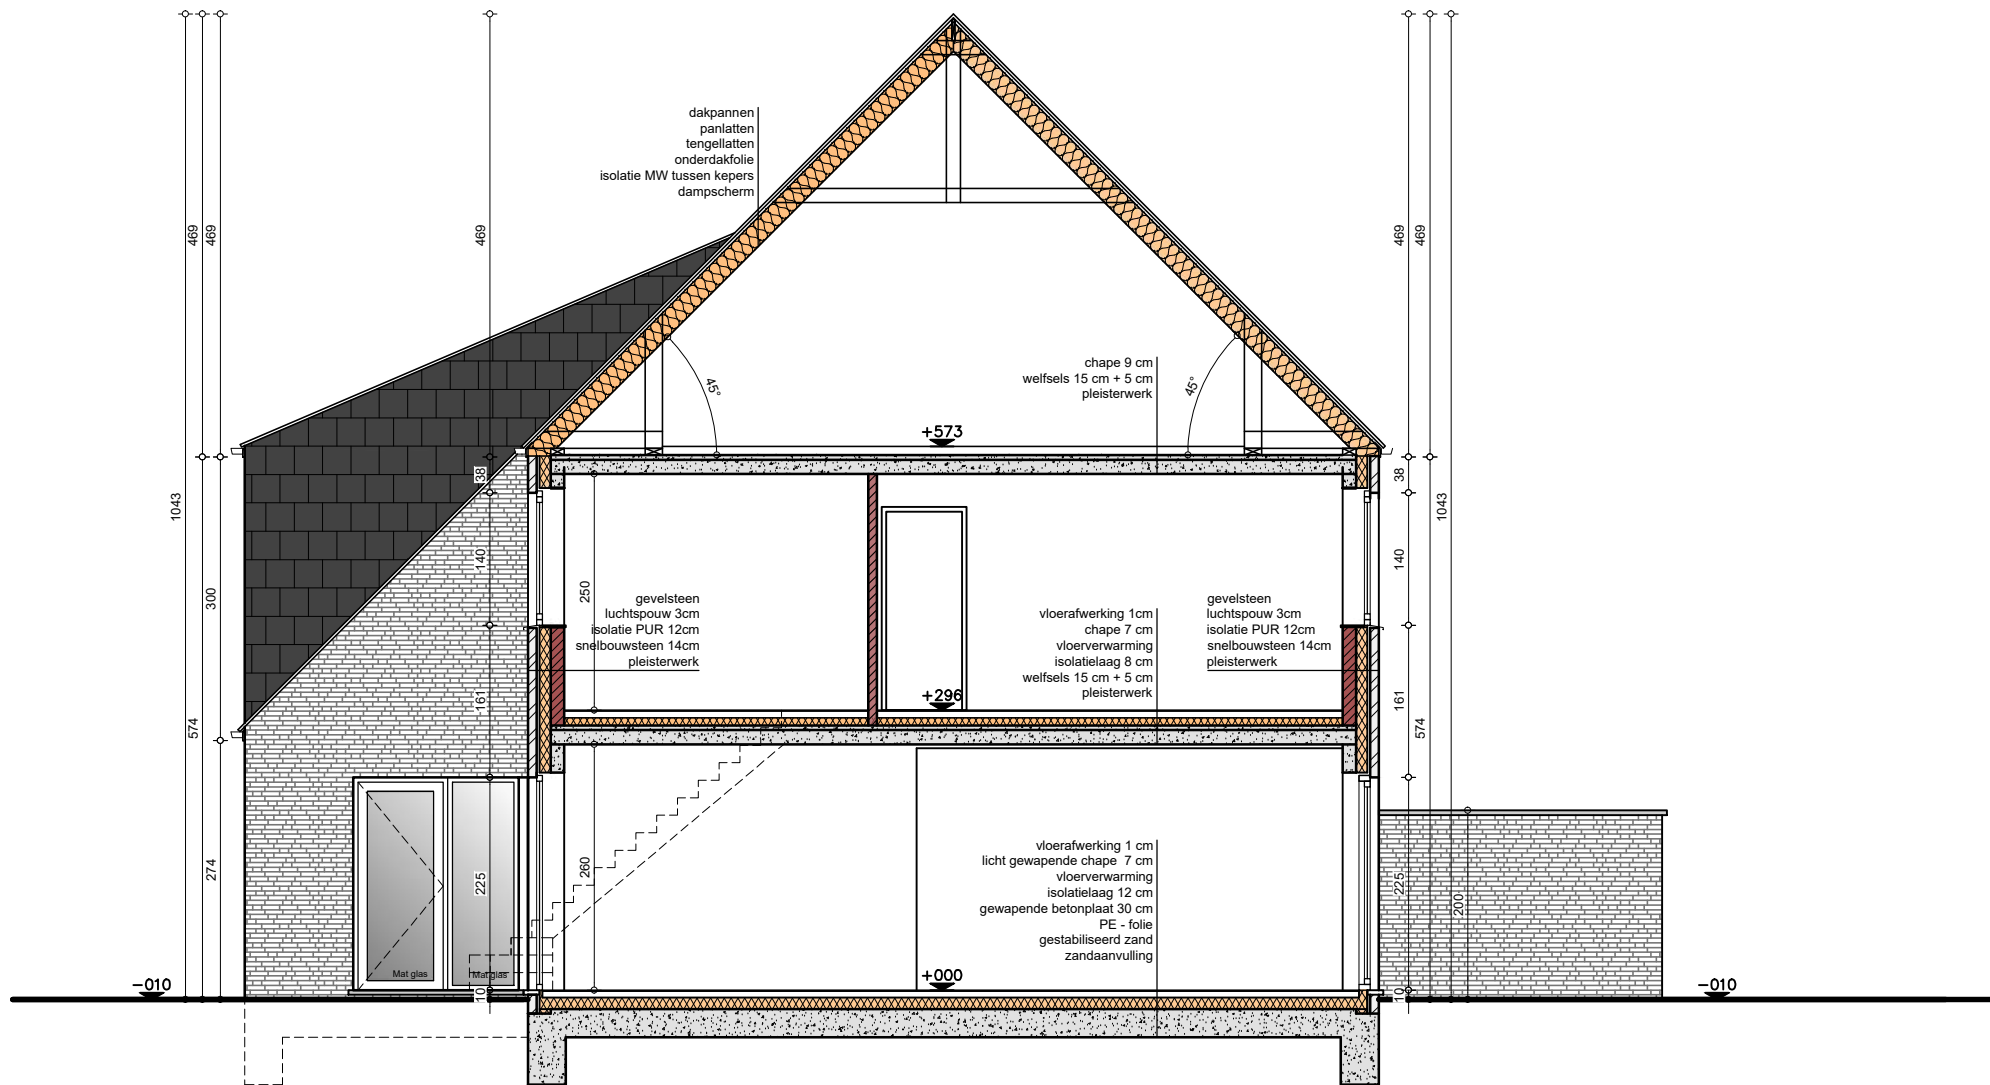 dakpannen
panlatten
tengellatten
onderdakfolie
isolatie MW tussen kepers
dampscherm
469
469
469
469
469
45°
45°
chape 9 cm
welfsels 15 cm + 5 cm
pleisterwerk
+573
38
38
1043
1043
140
140
300
250
gevelsteen
luchtspouw 3cm
isolatie PUR 12cm
snelbouwsteen 14cm
pleisterwerk
vloerafwerking 1cm
chape 7 cm
vloerverwarming
isolatielaag 8 cm
welfsels 15 cm + 5 cm
pleisterwerk
gevelsteen
luchtspouw 3cm
isolatie PUR 12cm
snelbouwsteen 14cm
pleisterwerk
+296
161
161
574
574
274
260
225
225
200
vloerafwerking 1 cm
licht gewapende chape 7 cm
vloerverwarming
isolatielaag 12 cm
gewapende betonplaat 30 cm
PE - folie
gestabiliseerd zand
zandaanvulling
Mat glas
Mat glas
+000
-010
-010
10
10